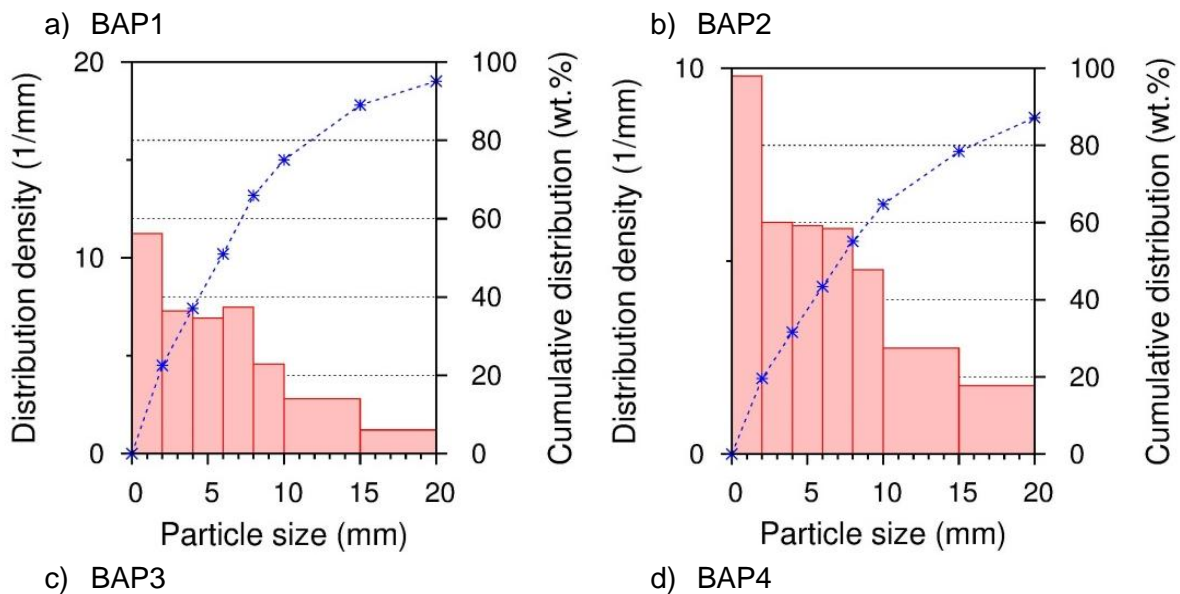 a) BAP1
20
10
0
Distribution density (1/mm)
100
80
60
40
20
0
Cumulative distribution (wt.%)
0 5 10 15 20
Particle size (mm)
b) BAP2
10
0
Distribution density (1/mm)
100
80
60
40
20
0
Cumulative distribution (wt.%)
0 5 10 15 20
Particle size (mm)
c) BAP3
d) BAP4